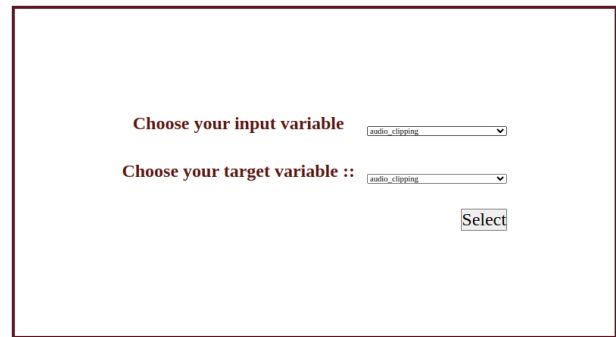 Choose your input variable audio_clipping
Choose your target variable :: audio_clipping
Select